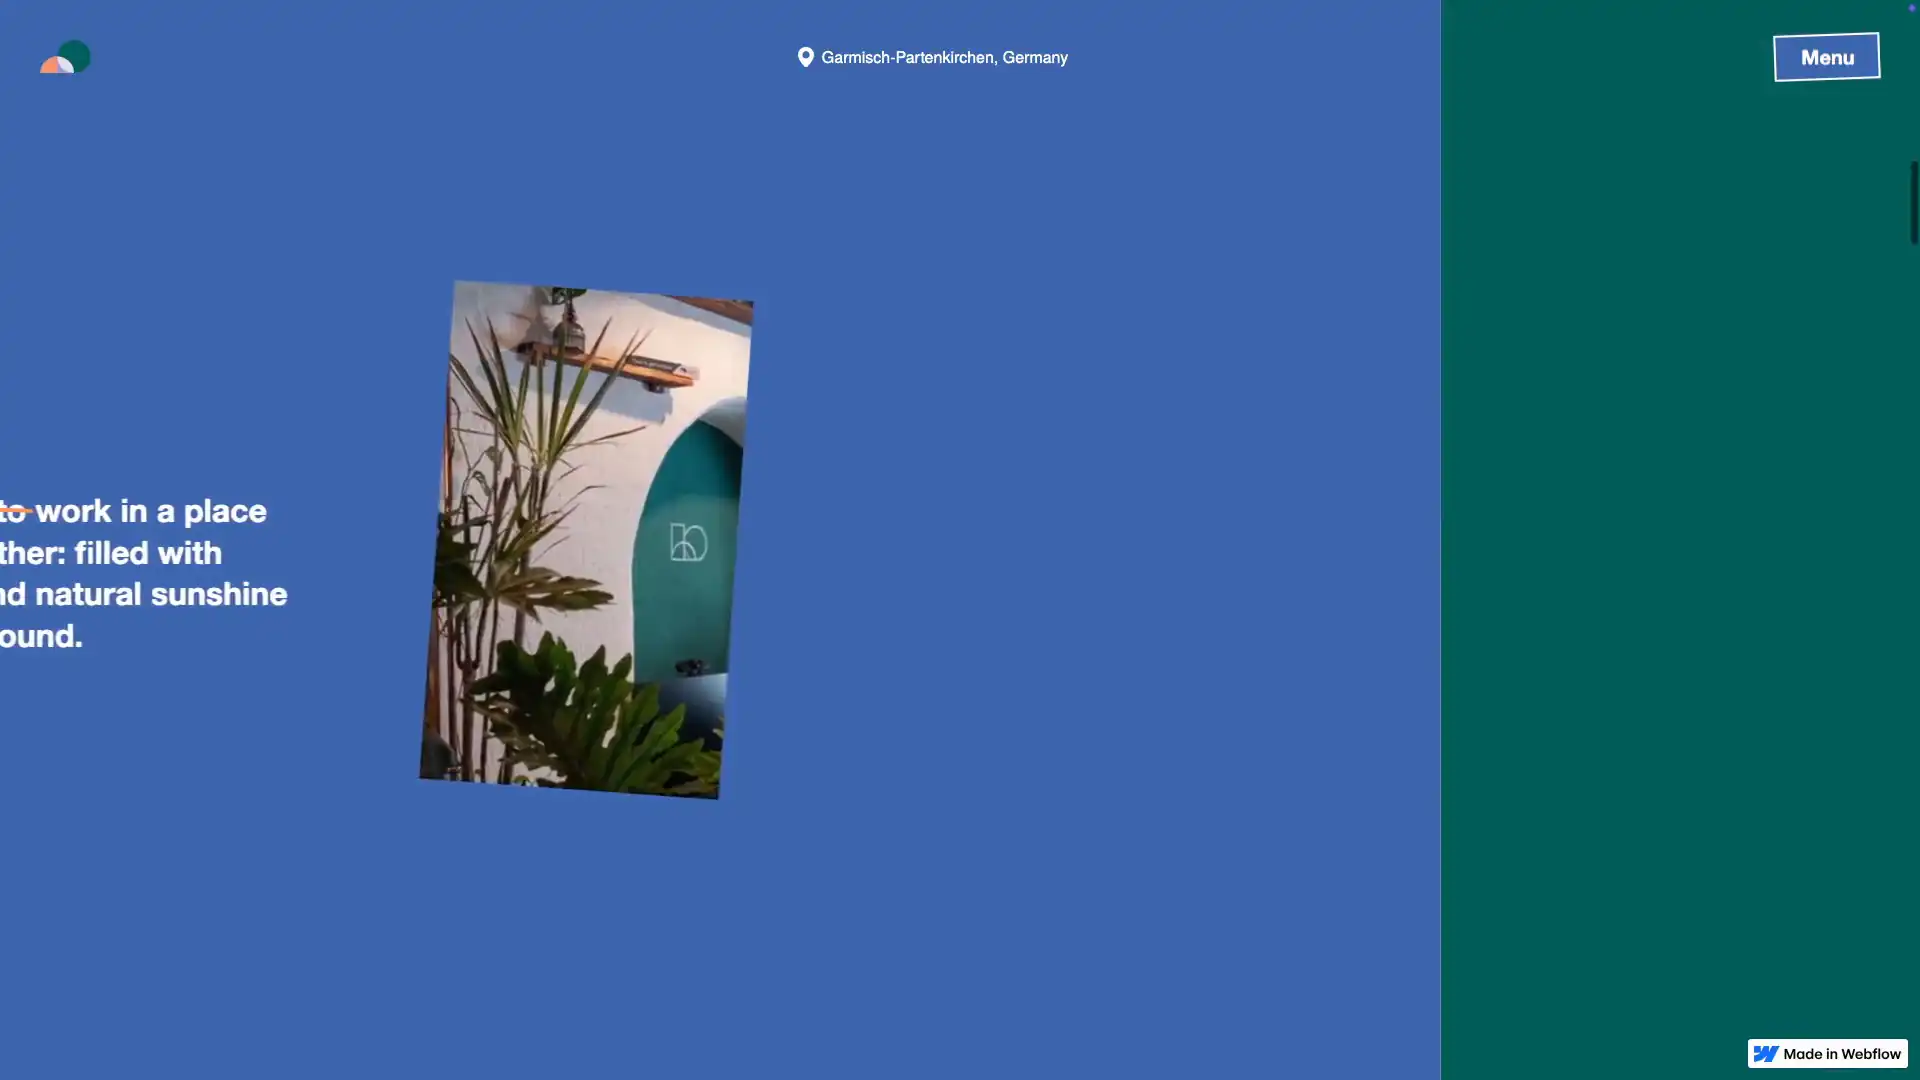 Garmisch-Partenkirchen, Germany
Menu
to work in a place
ther: filled with
nd natural sunshine
ound.
Made in Webflow